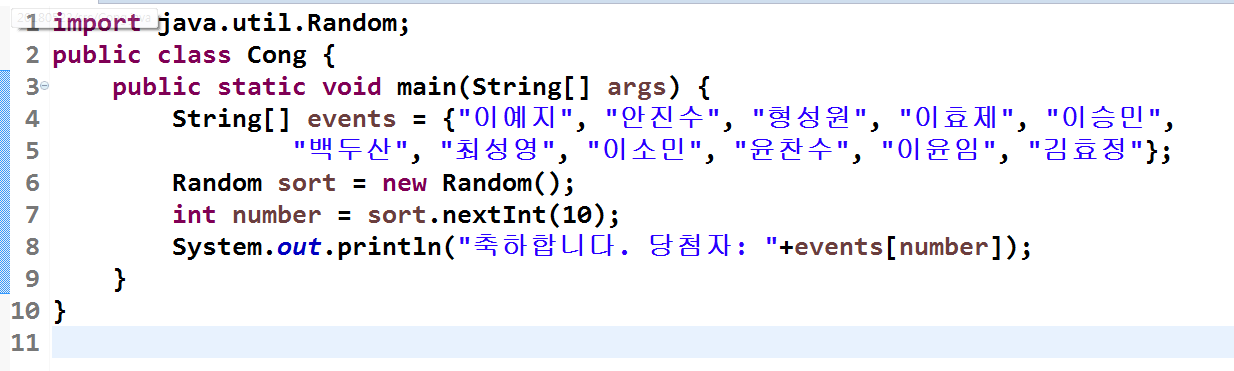 1 import java.util.Random;
2 public class Cong {
3 public static void main(String[] args) {
4 String[] events = {"이예지", "안진수", "형성원", "이효제", "이승민",
5 "백두산", "최성영", "이소민", "윤찬수", "이윤임", "김효정"};
6 Random sort = new Random();
7 int number = sort.nextInt(10);
8 System.out.println("축하합니다. 당첨자: "+events[number]);
9 }
10 }
11